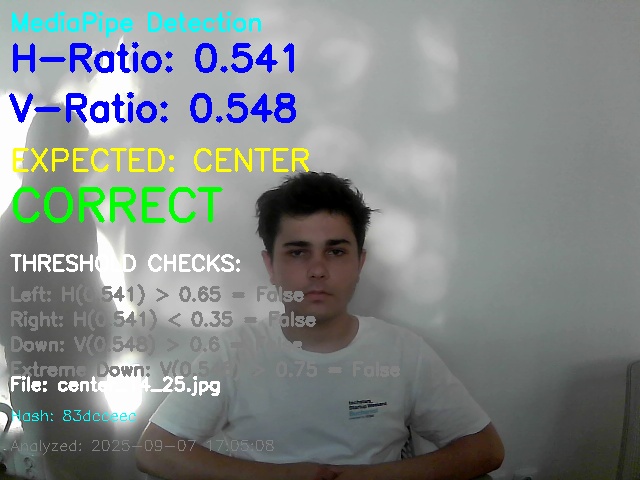 MediaPipe Detection
H-Ratio: 0.541
V-Ratio: 0.548
EXPECTED: CENTER
CORRECT
THRESHOLD CHECKS:
Left: H(0.541) > 0.65 = False
Right: H(0.541) < 0.35 = False
Down: V(0.548) > 0.6 =
Extreme Down: > 0.75 = False
File:
Hash: 83dcceec
Analyzed: 2025-09-07 17:05:08